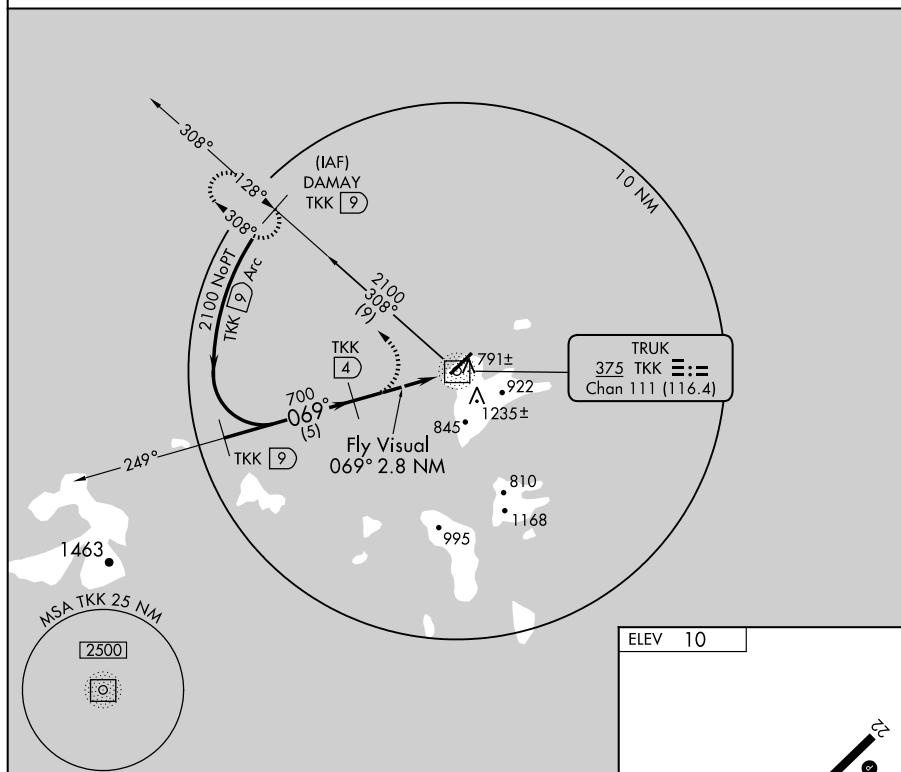 308°
(IAF)
DAMAY
TKK 9
128°
308°
10 NM
2100 NoPT
TKK 9 Arc
2100
308°
(9)
TKK
4
791±
922
1235±
845
TRUK
375 TKK
Chan 111 (116.4)
700
069°
(5)
Fly Visual
069° 2.8 NM
249°
TKK 9
810
1168
995
1463
MSA TKK 25 NM
2500
ELEV 10
22
P